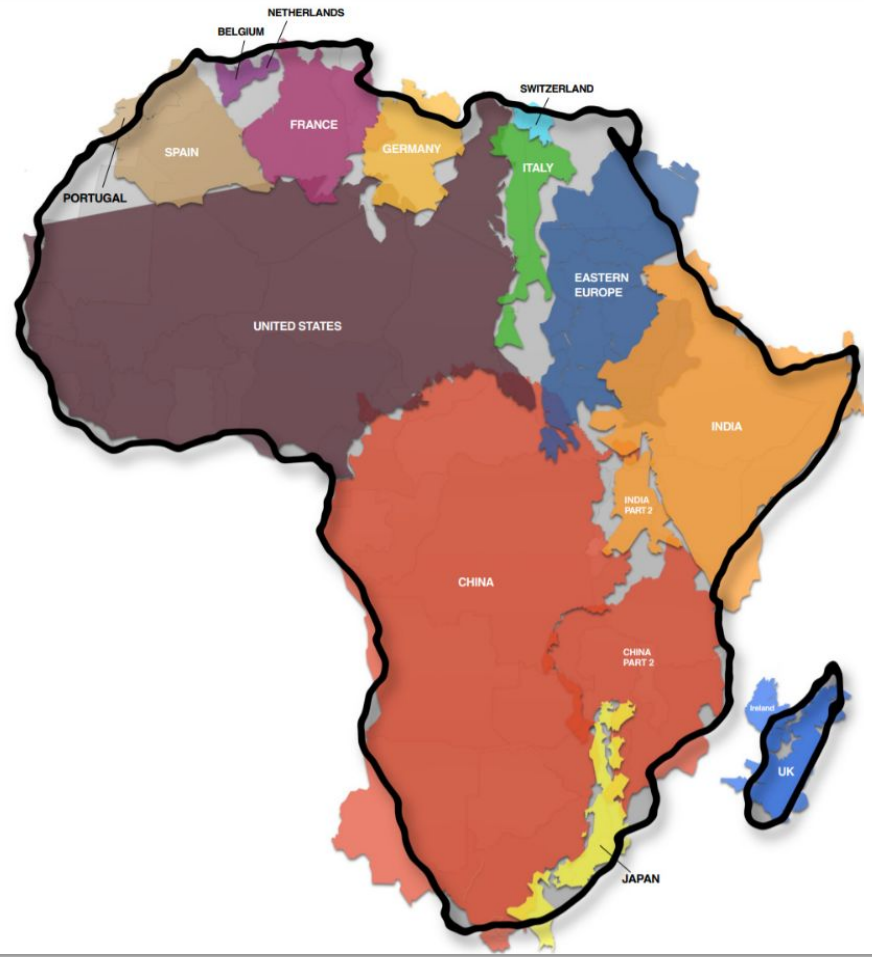 NETHERLANDS
BELGIUM
SWITZERLAND
FRANCE
SPAIN
GERMANY
ITALY
PORTUGAL
EASTERN
EUROPE
UNITED STATES
INDIA
INDIA
PART 2
CHINA
CHINA
PART 2
Ireland
UK
JAPAN